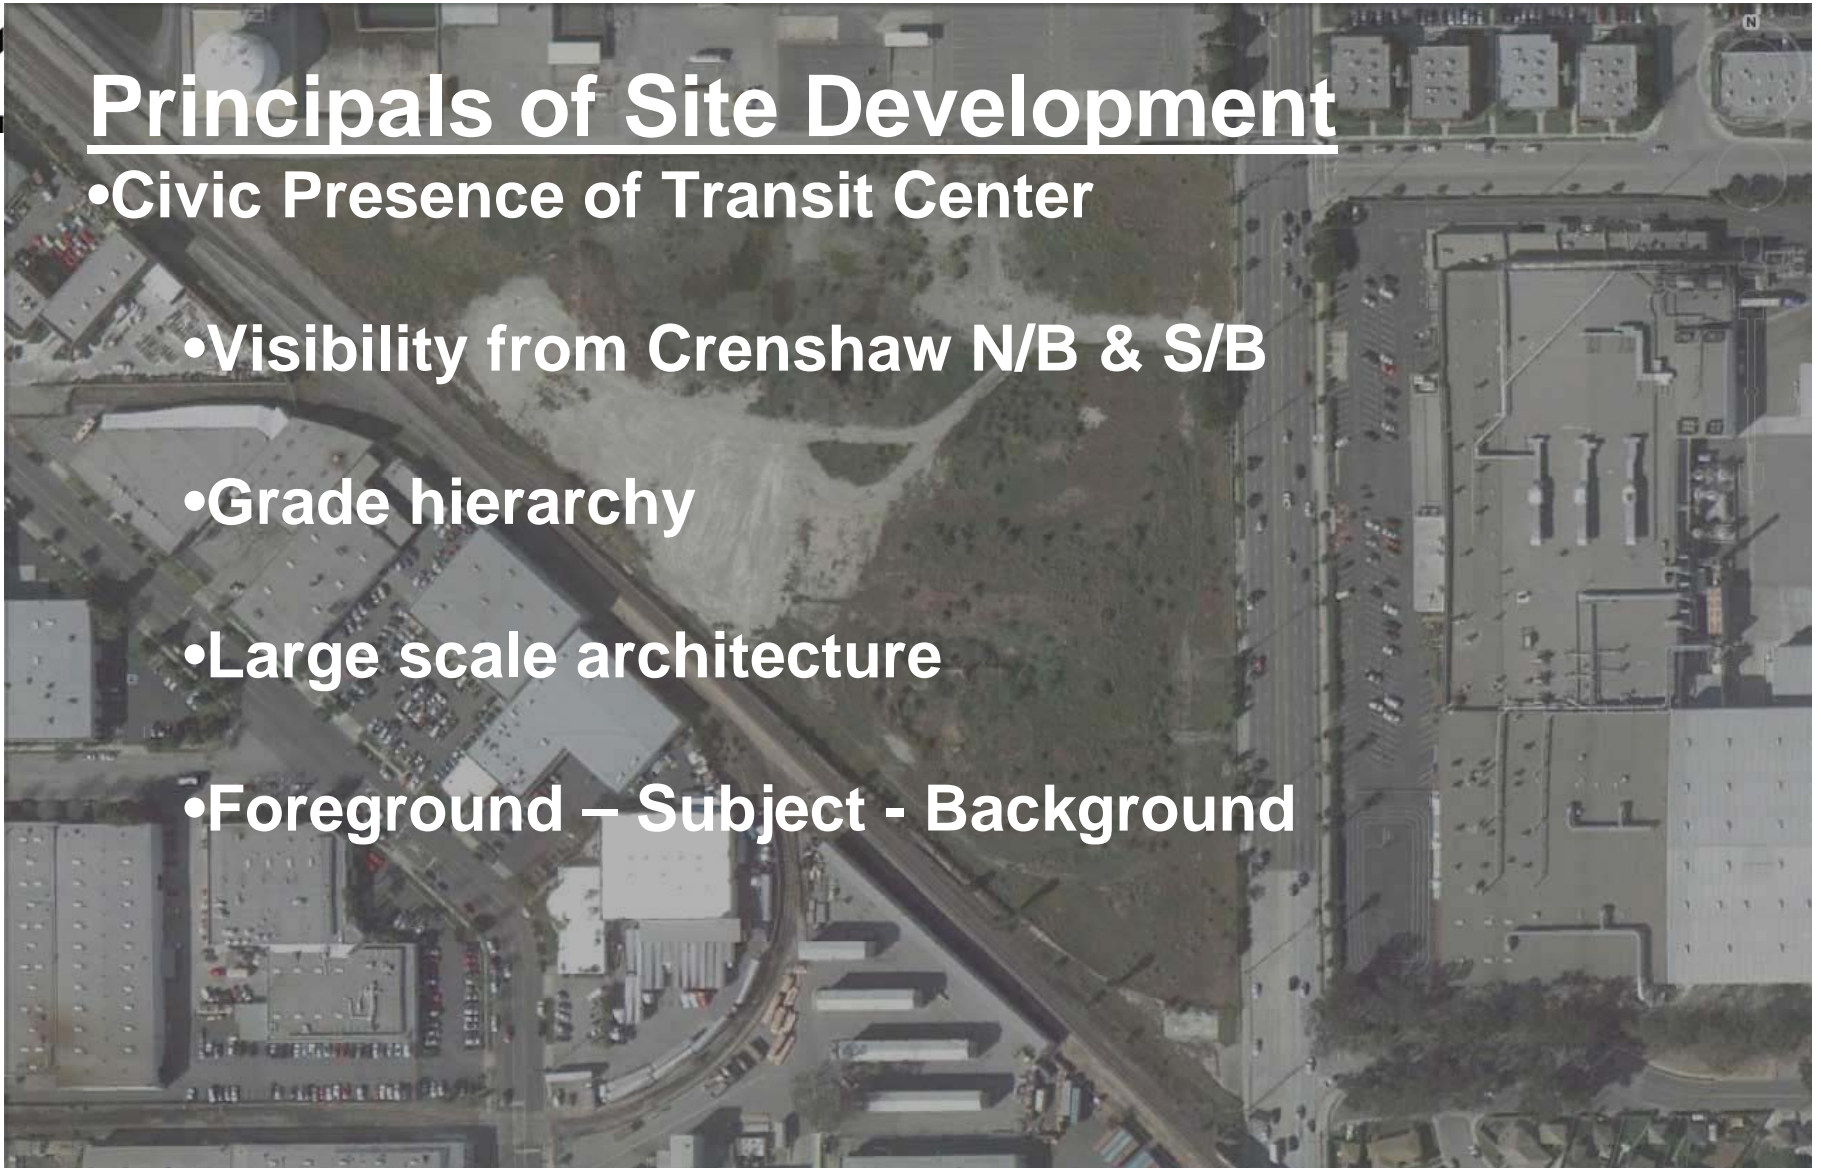 N
Principals of Site Development
•Civic Presence of Transit Center
•Visibility from Crenshaw N/B & S/B
•Grade hierarchy
•Large scale architecture
•Foreground – Subject - Background